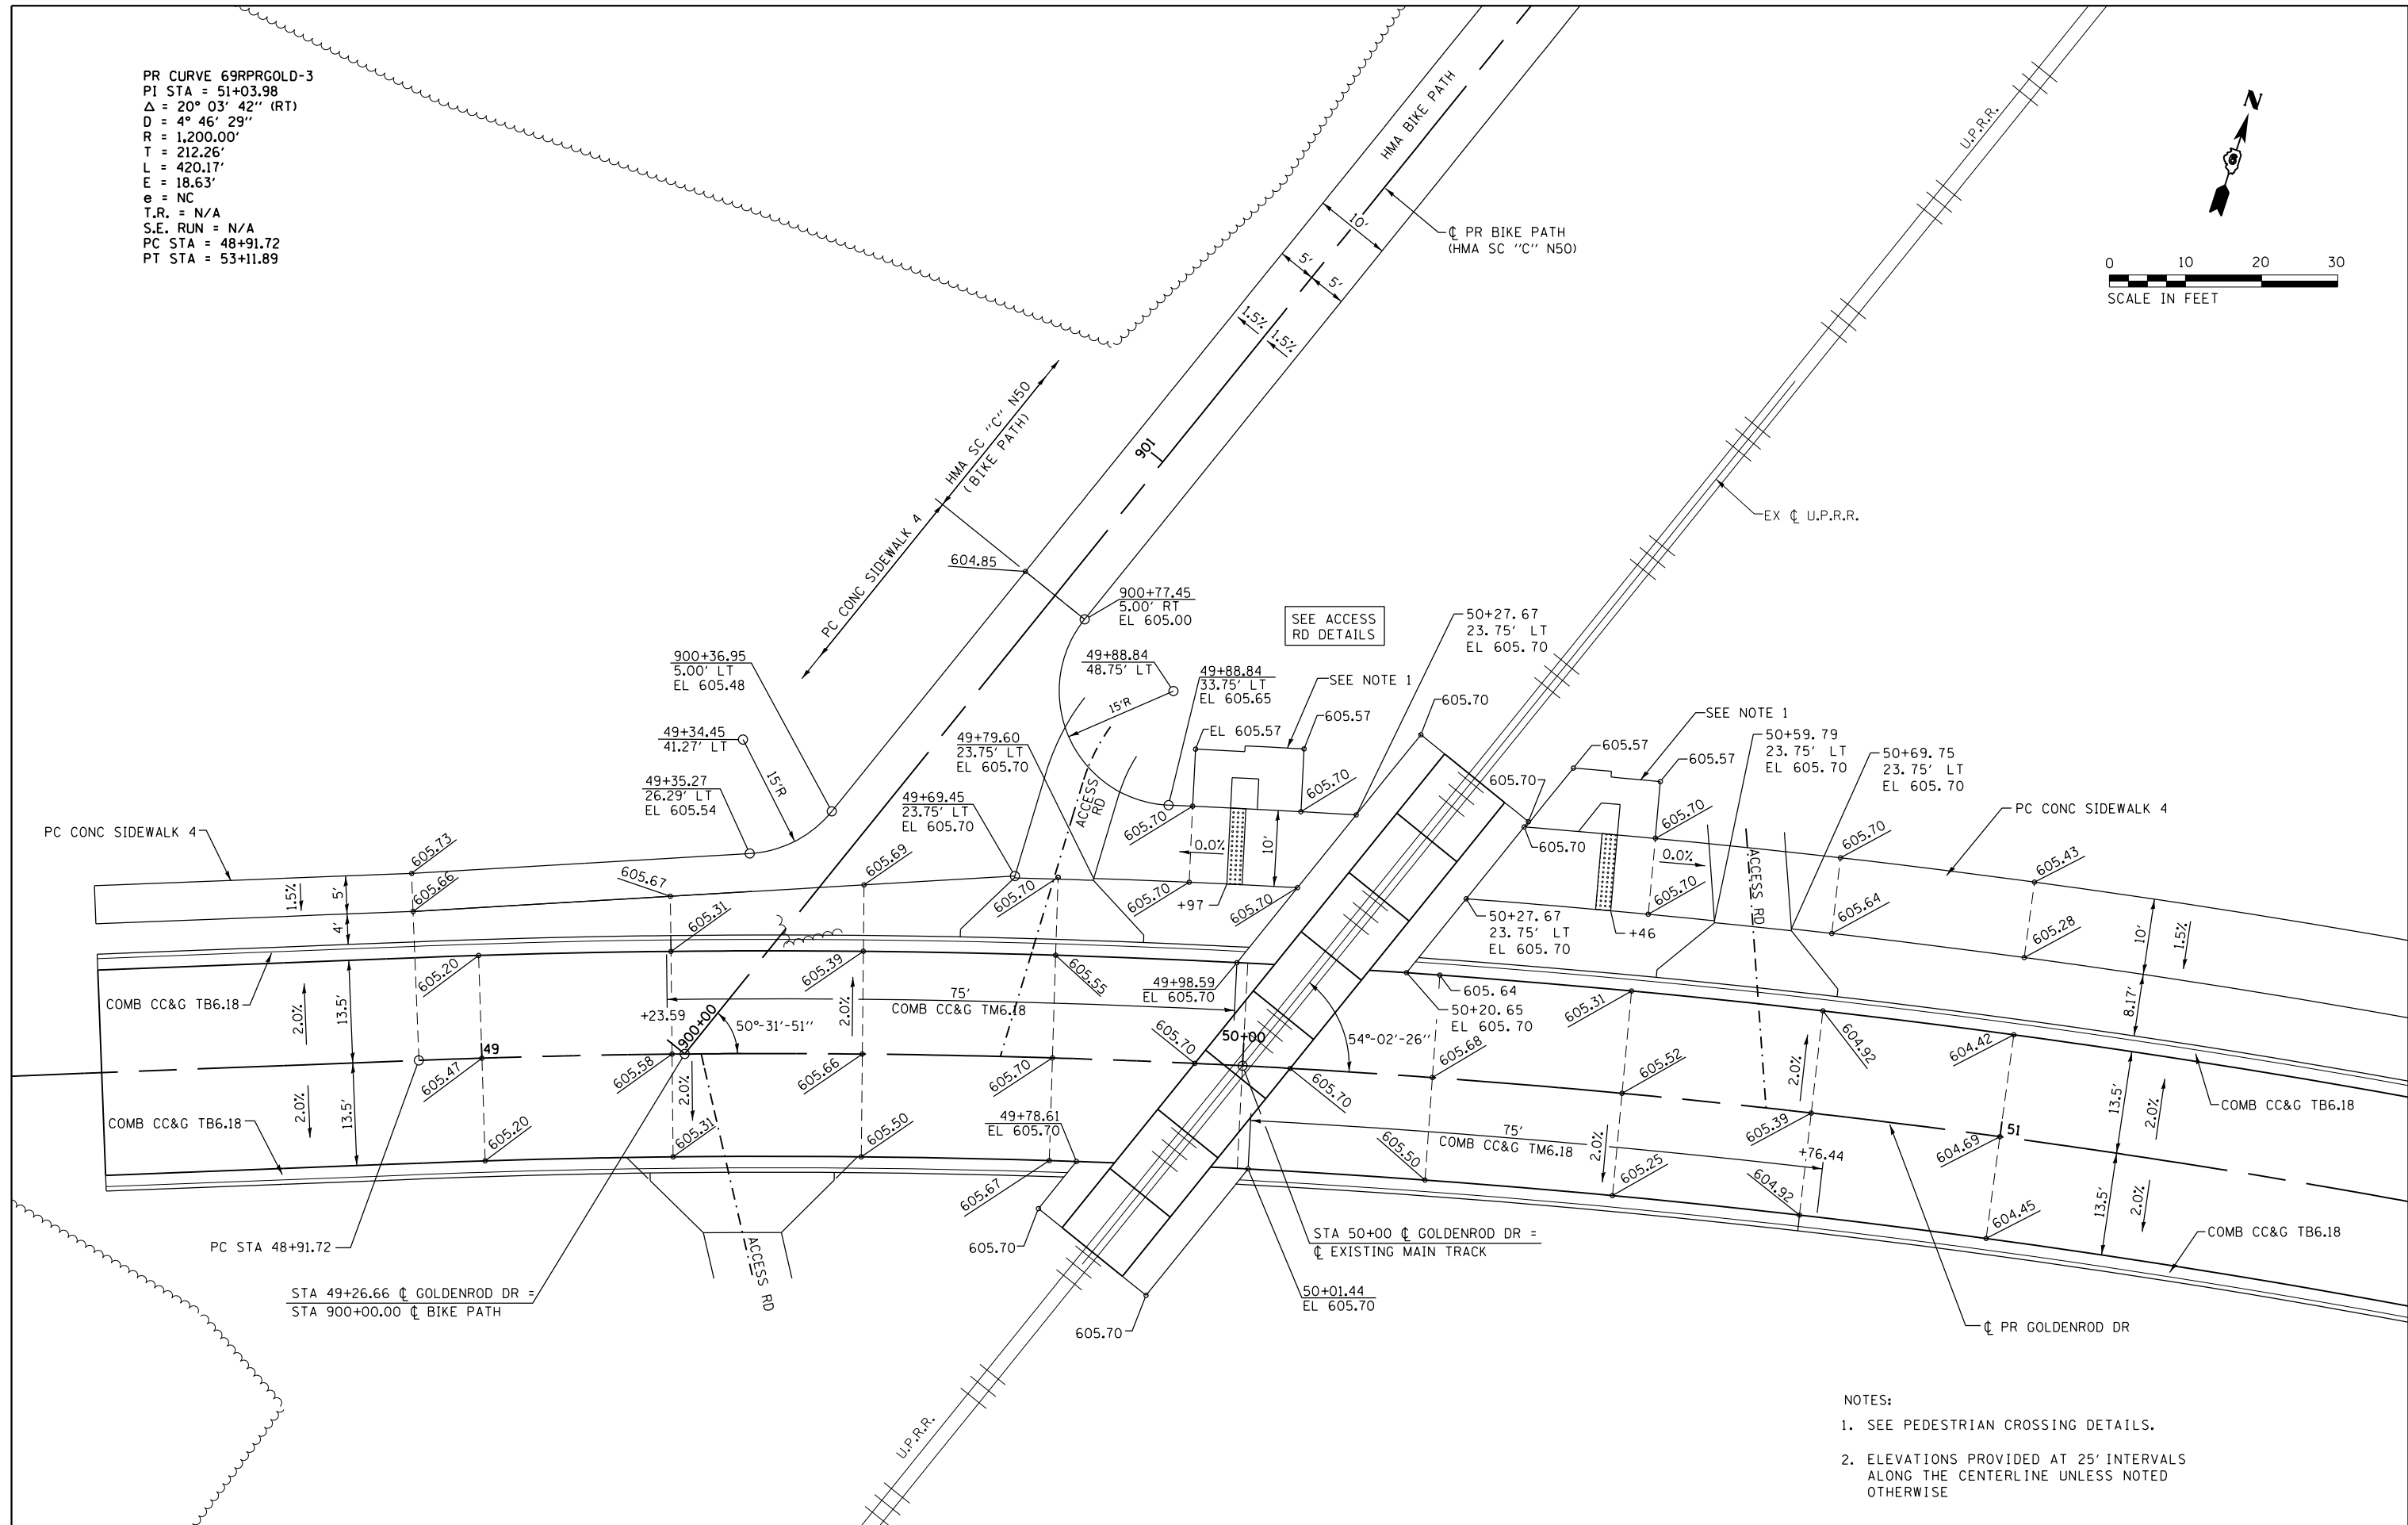 PR CURVE 69RPRGOLD-3
PI STA = 51+03.98
Δ = 20° 03' 42'' (RT)
D = 4° 46' 29''
R = 1,200.00'
T = 212.26'
L = 420.17'
E = 18.63'
e = NC
T.R. = N/A
S.E. RUN = N/A
PC STA = 48+91.72
PT STA = 53+11.89
HMA BIKE PATH
U.P.R.R.
N
10'
℄ PR BIKE PATH
(HMA SC ''C'' N50)
5'
5'
1.5%
1.5%
0 10 20 30
SCALE IN FEET
HMA SC ''C'' N50
(BIKE PATH)
901
PC CONC SIDEWALK 4
EX ℄ U.P.R.R.
604.85
900+77.45
5.00' RT
EL 605.00
SEE ACCESS
RD DETAILS
50+27.67
23.75' LT
EL 605.70
900+36.95
5.00' LT
EL 605.48
49+88.84
48.75' LT
49+88.84
33.75' LT
EL 605.65
SEE NOTE 1
15'R
605.70
SEE NOTE 1
49+34.45
41.27' LT
49+79.60
23.75' LT
EL 605.70
EL 605.57
605.57
605.57
605.57
50+59.79
23.75' LT
EL 605.70
50+69.75
23.75' LT
EL 605.70
49+35.27
26.29' LT
EL 605.54
15'R
49+69.45
23.75' LT
EL 605.70
ACCESS
RD
605.70
605.70
605.70
PC CONC SIDEWALK 4
PC CONC SIDEWALK 4
605.73
605.66
605.67
605.69
605.70
605.70
0.0%
10'
605.70
605.70
0.0%
ACCESS RD
605.70
605.43
1.5%
5'
4'
605.31
605.70
+97
605.70
50+27.67
23.75' LT
EL 605.70
+46
605.70
605.64
605.28
10'
1.5%
8.17'
COMB CC&G TB6.18
2.0%
13.5'
605.20
605.39
605.55
49+98.59
EL 605.70
605.64
50+20.65
EL 605.70
605.31
604.92
604.42
75'
COMB CC&G TM6.18
+23.59
900+00
50°-31'-51''
2.0%
50+00
54°-02'-26''
49
605.47
605.58
605.66
605.70
605.70
605.70
605.68
605.52
2.0%
605.39
604.69
51
13.5'
2.0%
COMB CC&G TB6.18
COMB CC&G TB6.18
2.0%
13.5'
605.20
2.0%
605.31
605.50
49+78.61
EL 605.70
605.67
75'
COMB CC&G TM6.18
605.50
2.0%
605.25
+76.44
604.92
604.45
13.5'
2.0%
COMB CC&G TB6.18
PC STA 48+91.72
ACCESS RD
605.70
STA 50+00 ℄ GOLDENROD DR =
℄ EXISTING MAIN TRACK
STA 49+26.66 ℄ GOLDENROD DR =
STA 900+00.00 ℄ BIKE PATH
50+01.44
EL 605.70
605.70
℄ PR GOLDENROD DR
U.P.R.R.
NOTES:
1. SEE PEDESTRIAN CROSSING DETAILS.
2. ELEVATIONS PROVIDED AT 25' INTERVALS
ALONG THE CENTERLINE UNLESS NOTED
OTHERWISE